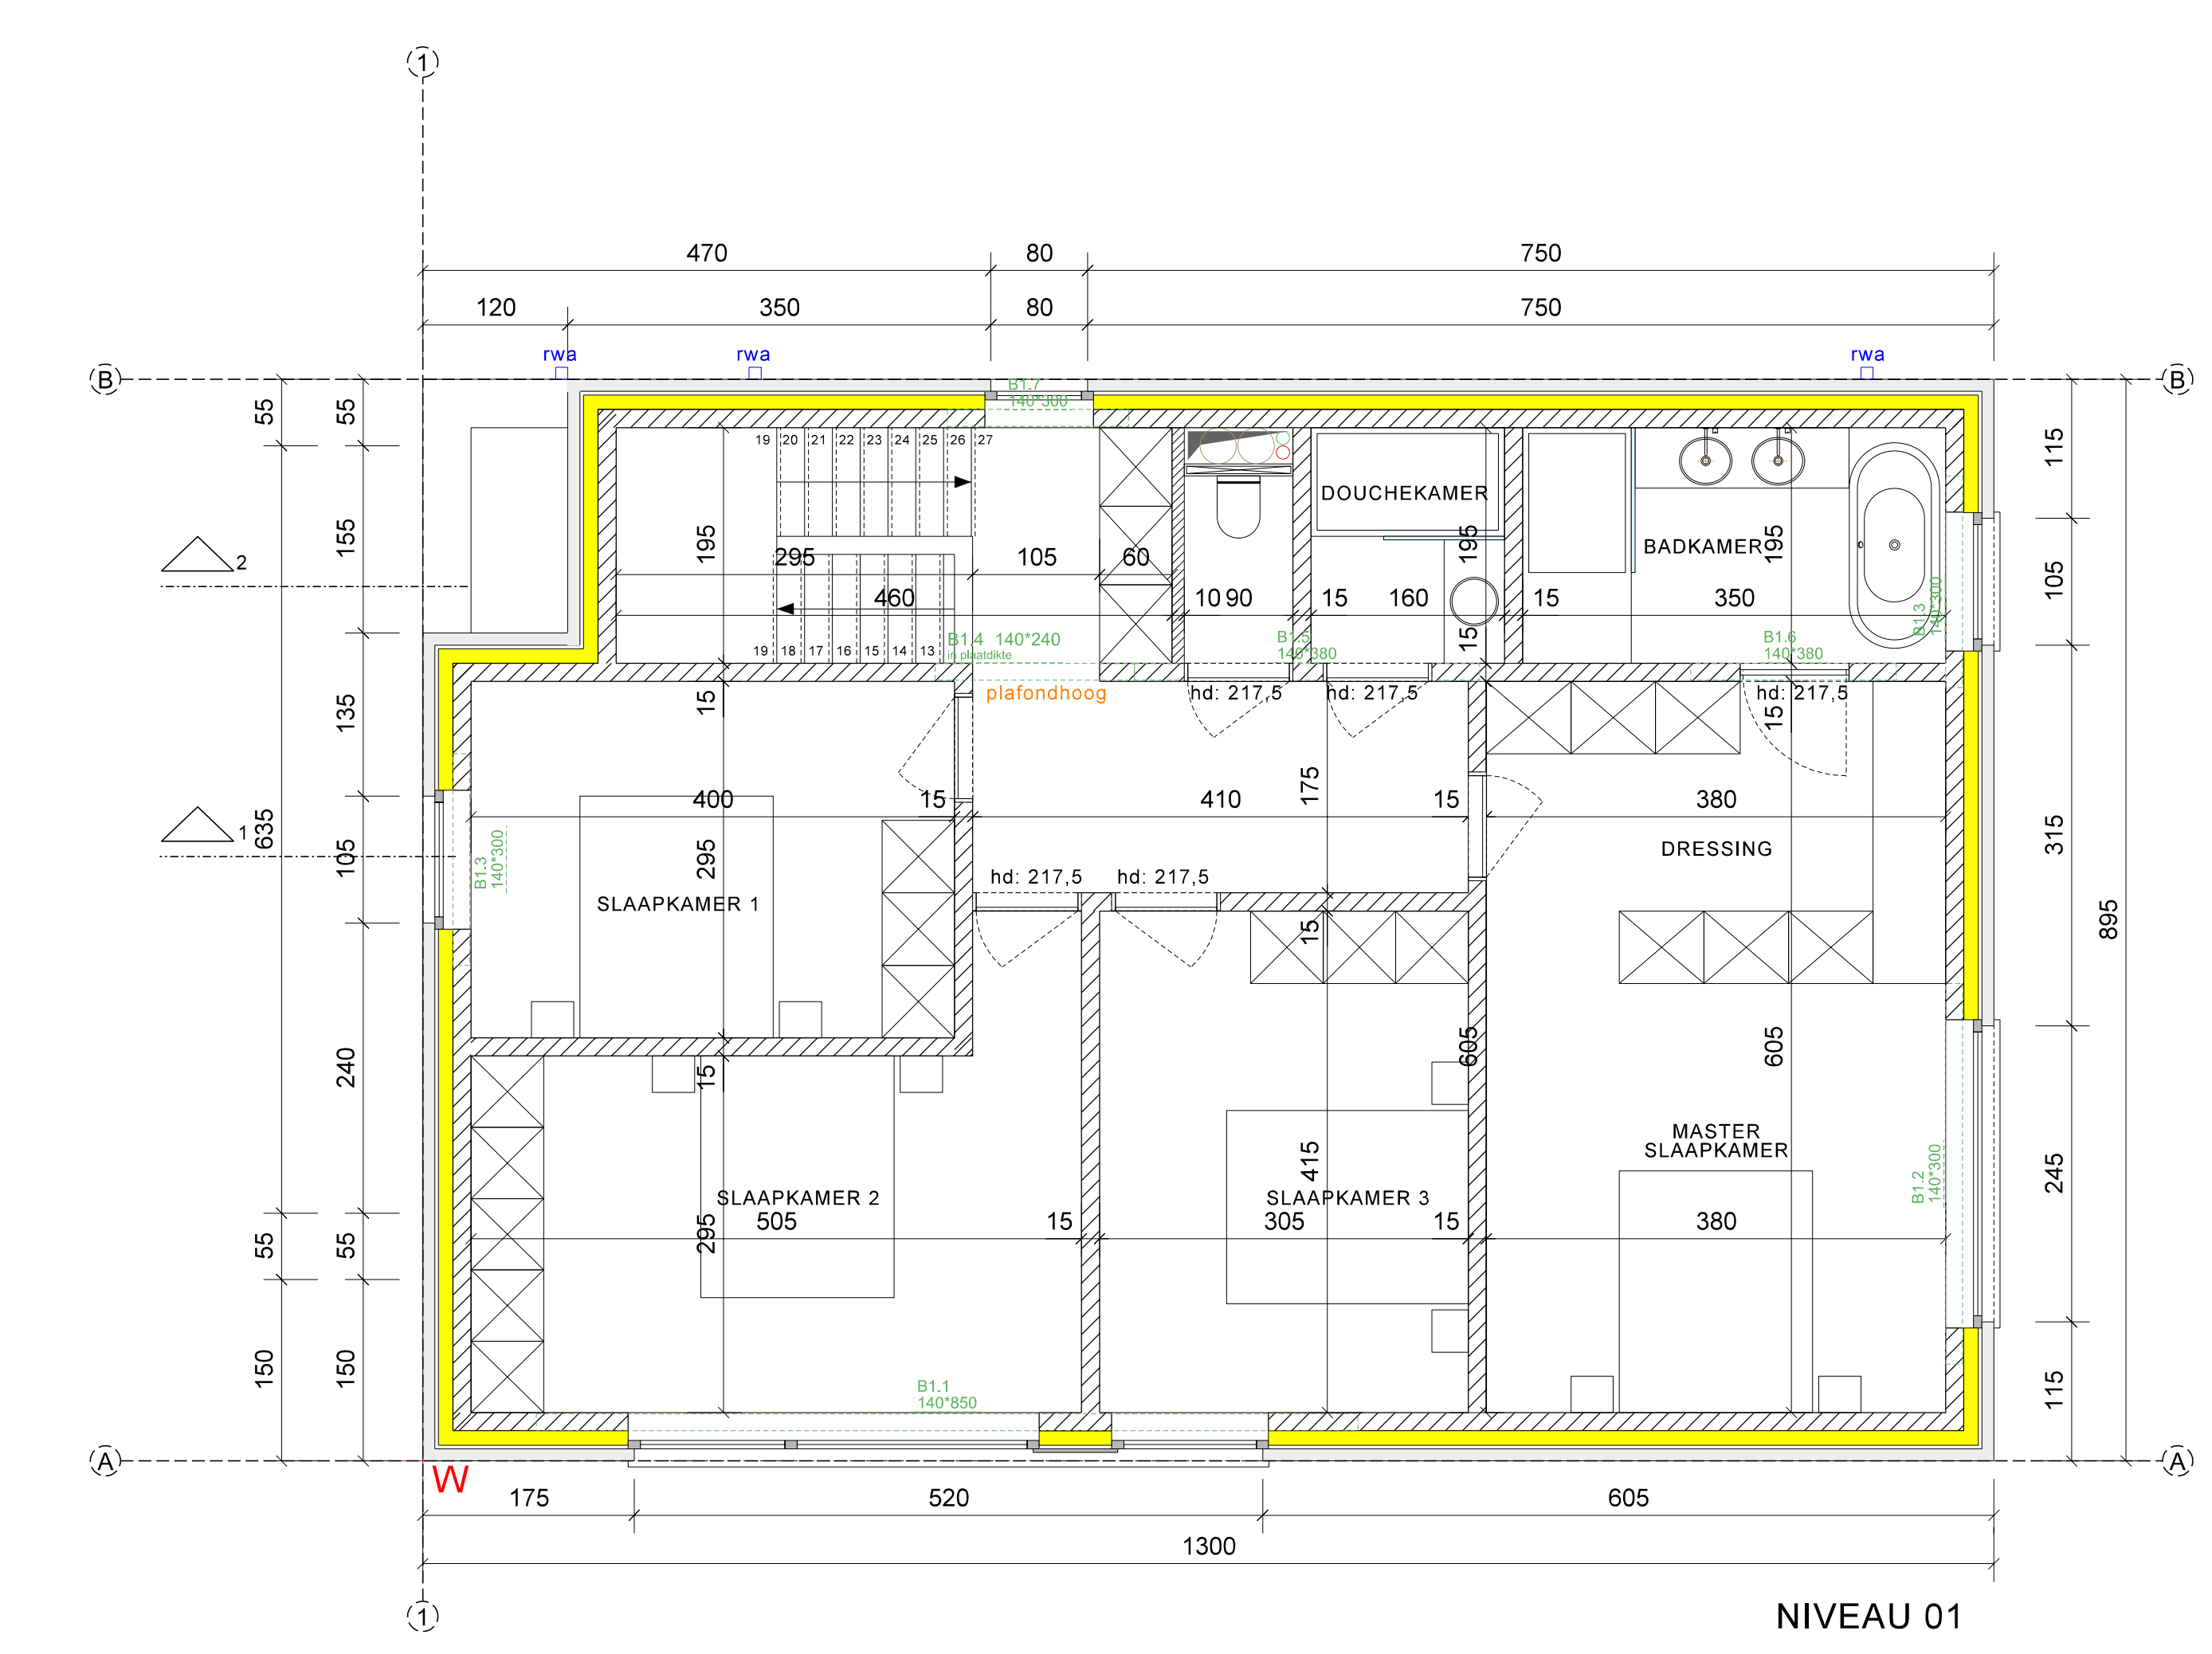 1
470 80 750
120 350 80 750
rwa rwa rwa
B B
B1.7
140*300
55 55 115
19 20 21 22 23 24 25 26 27
DOUCHEKAMER
155 195 195 BADKAMER 195
2 295 105 60 105
460 10 90 15 160 15 350
B1.3
140*300
19 18 17 16 15 14 13
B1.4 140*240
in plaatdikte
B1.5
140*380
15
B1.6
140*380
plafondhoog hd: 217,5 hd: 217,5 hd: 217,5
135 15 15
175
400 15 410 15 380
635 1 105 295 DRESSING 315
B1.3
140*300
hd: 217,5 hd: 217,5
SLAAPKAMER 1
15 895
240 15 605 605
MASTER
SLAAPKAMER
415
B1.2
140*300
245
SLAAPKAMER 2 SLAAPKAMER 3
505 15 305 15 380
55 55 295
150 150 115
B1.1
140*850
A A
W
175 520 605
1300
1
NIVEAU 01